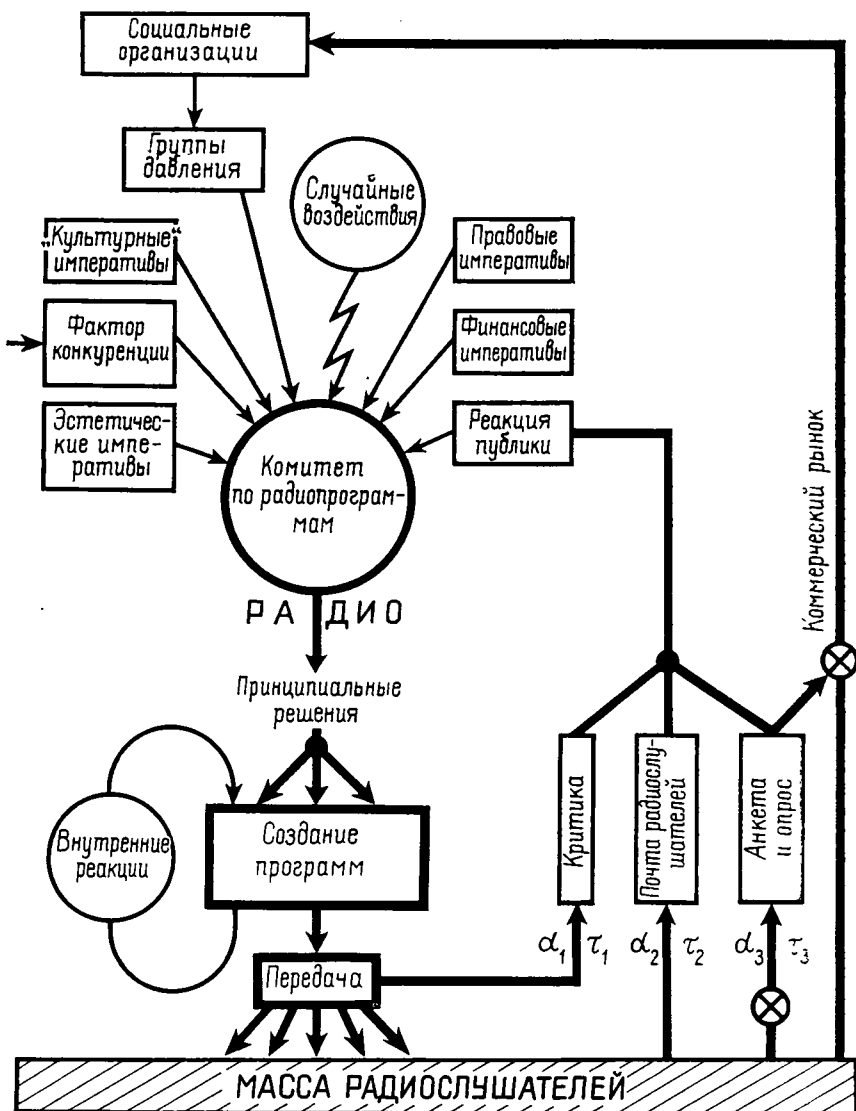 Социальные
организации
Группы
давления
Случайные
воздействия
„Культурные“
императивы
Правовые
императивы
Фактор
конкуренции
Финансовые
императивы
Эстетичес-
кие импе-
ративы
Реакция
публики
Комитет
по радиопрограм-
мам
Коммерческий рынок
РАДИО
Принципиальные
решения
Внутренние
реакции
Создание
программ
Критика
Почта радиослу-
шателей
Анкета
и опрос
α₁ τ₁ α₂ τ₂ α₃ τ₃
Передача
МАССА РАДИОСЛУШАТЕЛЕЙ